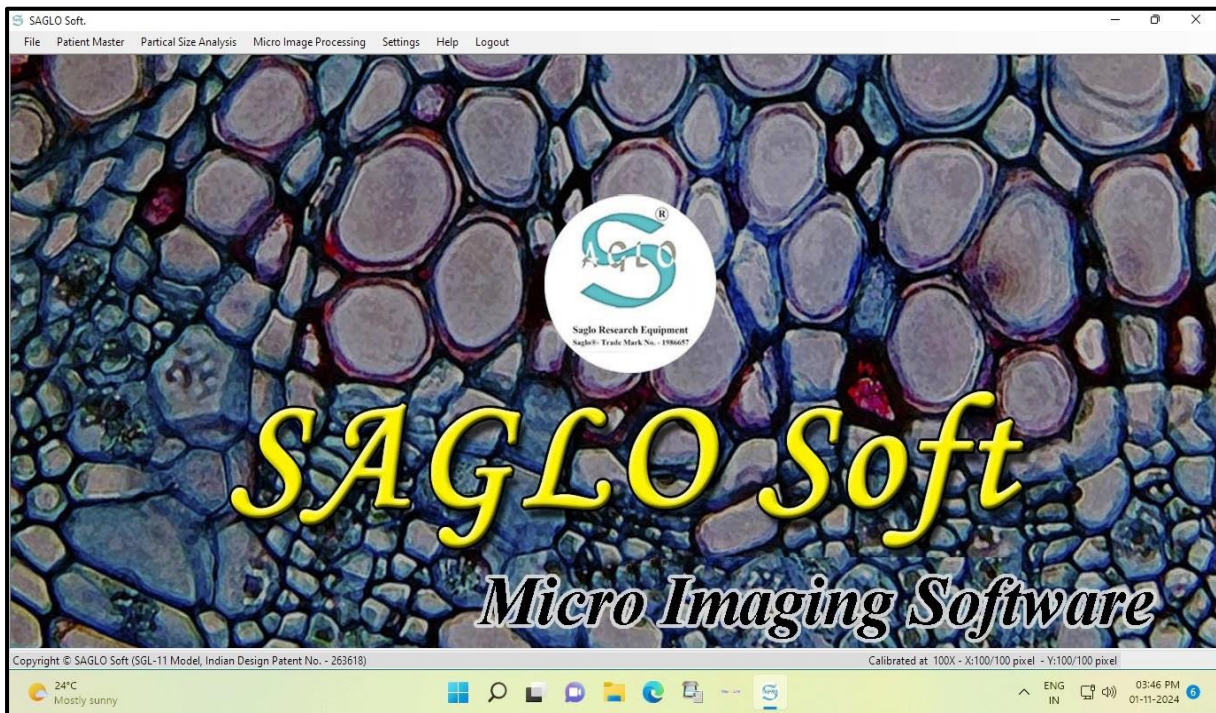 SAGLO Soft.
File Patient Master Partical Size Analysis Micro Image Processing Settings Help Logout
®
S
AGLO
Saglo Research Equipment
Saglo®- Trade Mark No. - 1986657
SAGLO Soft
Micro Imaging Software
Copyright © SAGLO Soft (SGL-11 Model, Indian Design Patent No. - 263618) Calibrated at 100X - X:100/100 pixel - Y:100/100 pixel
24°C
Mostly sunny
ENG
IN
03:46 PM
01-11-2024
6